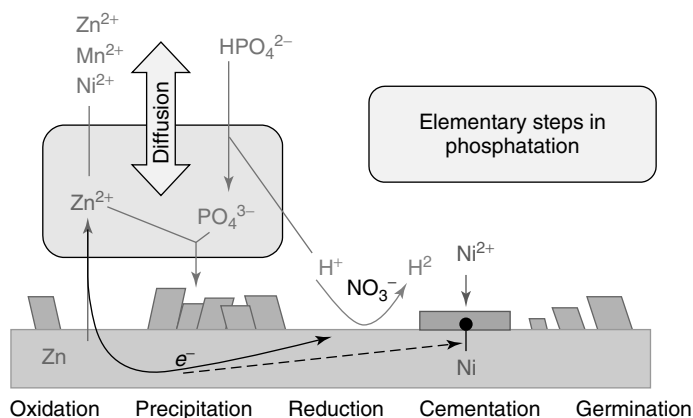 Zn²⁺
Mn²⁺
Ni²⁺
HPO₄²⁻
Diffusion
Elementary steps in
phosphatation
Zn²⁺
PO₄³⁻
H⁺
NO₃⁻
H²
Ni²⁺
Zn
e⁻
Ni
Oxidation Precipitation Reduction Cementation Germination